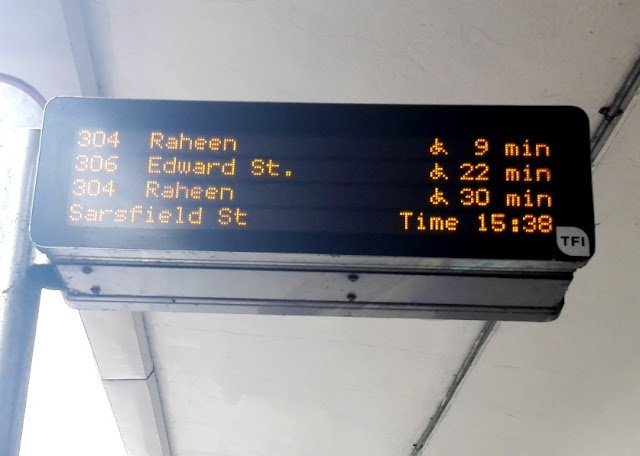 304 Raheen 9 min
306 Edward St. 22 min
304 Raheen 30 min
Sarsfield St Time 15:38
TFI